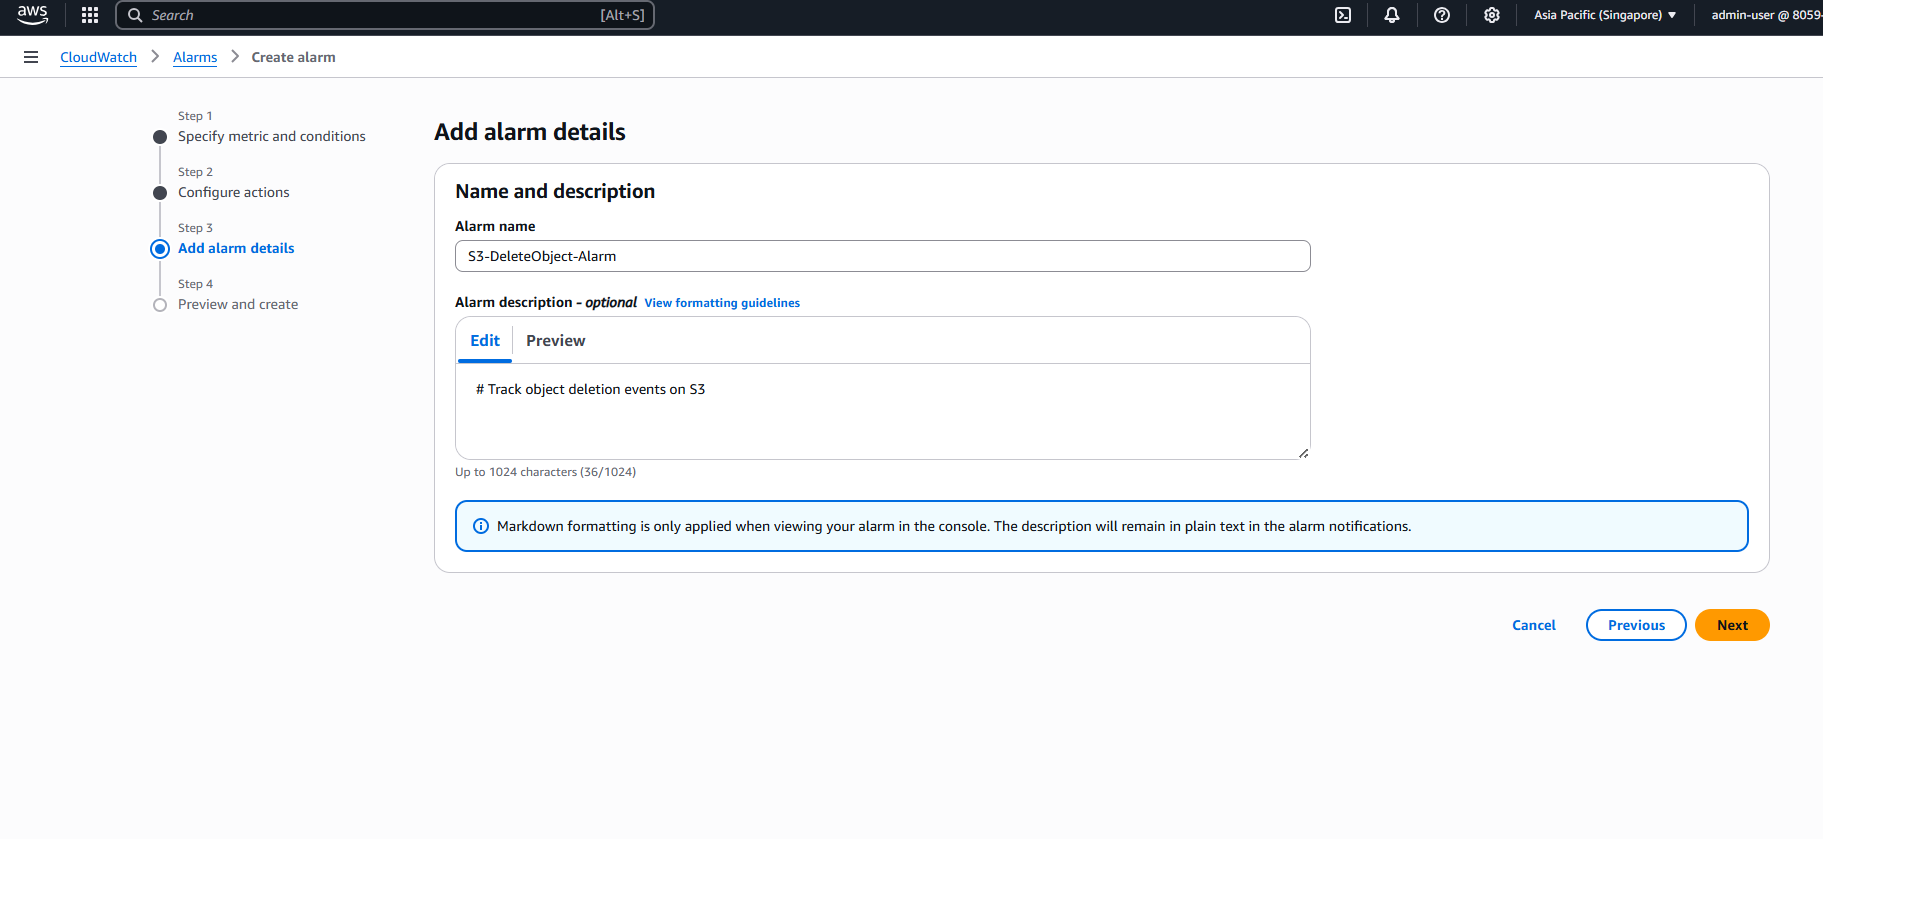 aws
Search [Alt+S]
Asia Pacific (Singapore)
admin-user @ 8059-
CloudWatch
Alarms
Create alarm
Step 1
Specify metric and conditions
Step 2
Configure actions
Step 3
Add alarm details
Step 4
Preview and create
Add alarm details
Name and description
Alarm name
S3-DeleteObject-Alarm
Alarm description - optional View formatting guidelines
Edit Preview
# Track object deletion events on S3
Up to 1024 characters (36/1024)
Markdown formatting is only applied when viewing your alarm in the console. The description will remain in plain text in the alarm notifications.
Cancel Previous Next